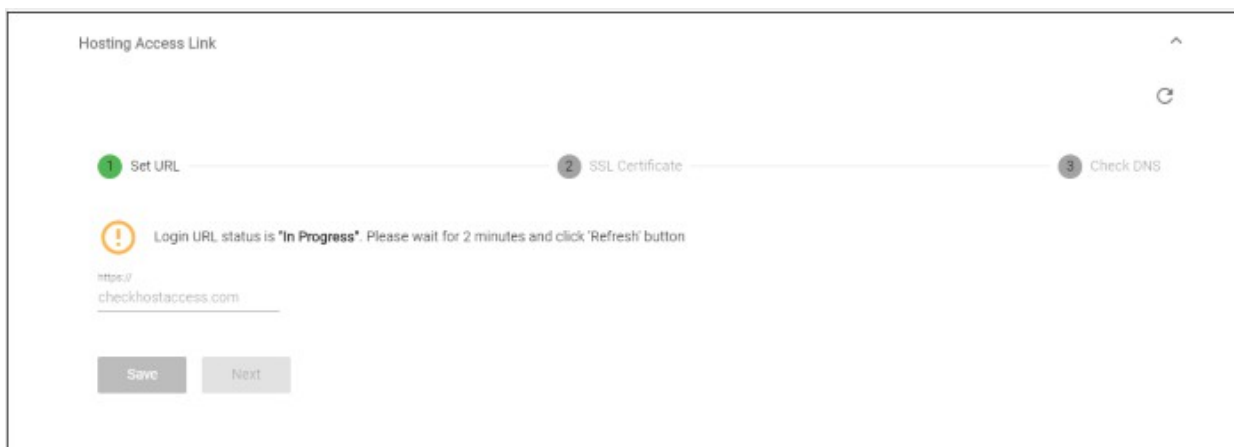 Hosting Access Link
1 Set URL 2 SSL Certificate 3 Check DNS
Login URL status is "In Progress". Please wait for 2 minutes and click 'Refresh' button
https://
checkhostaccess.com
Save Next